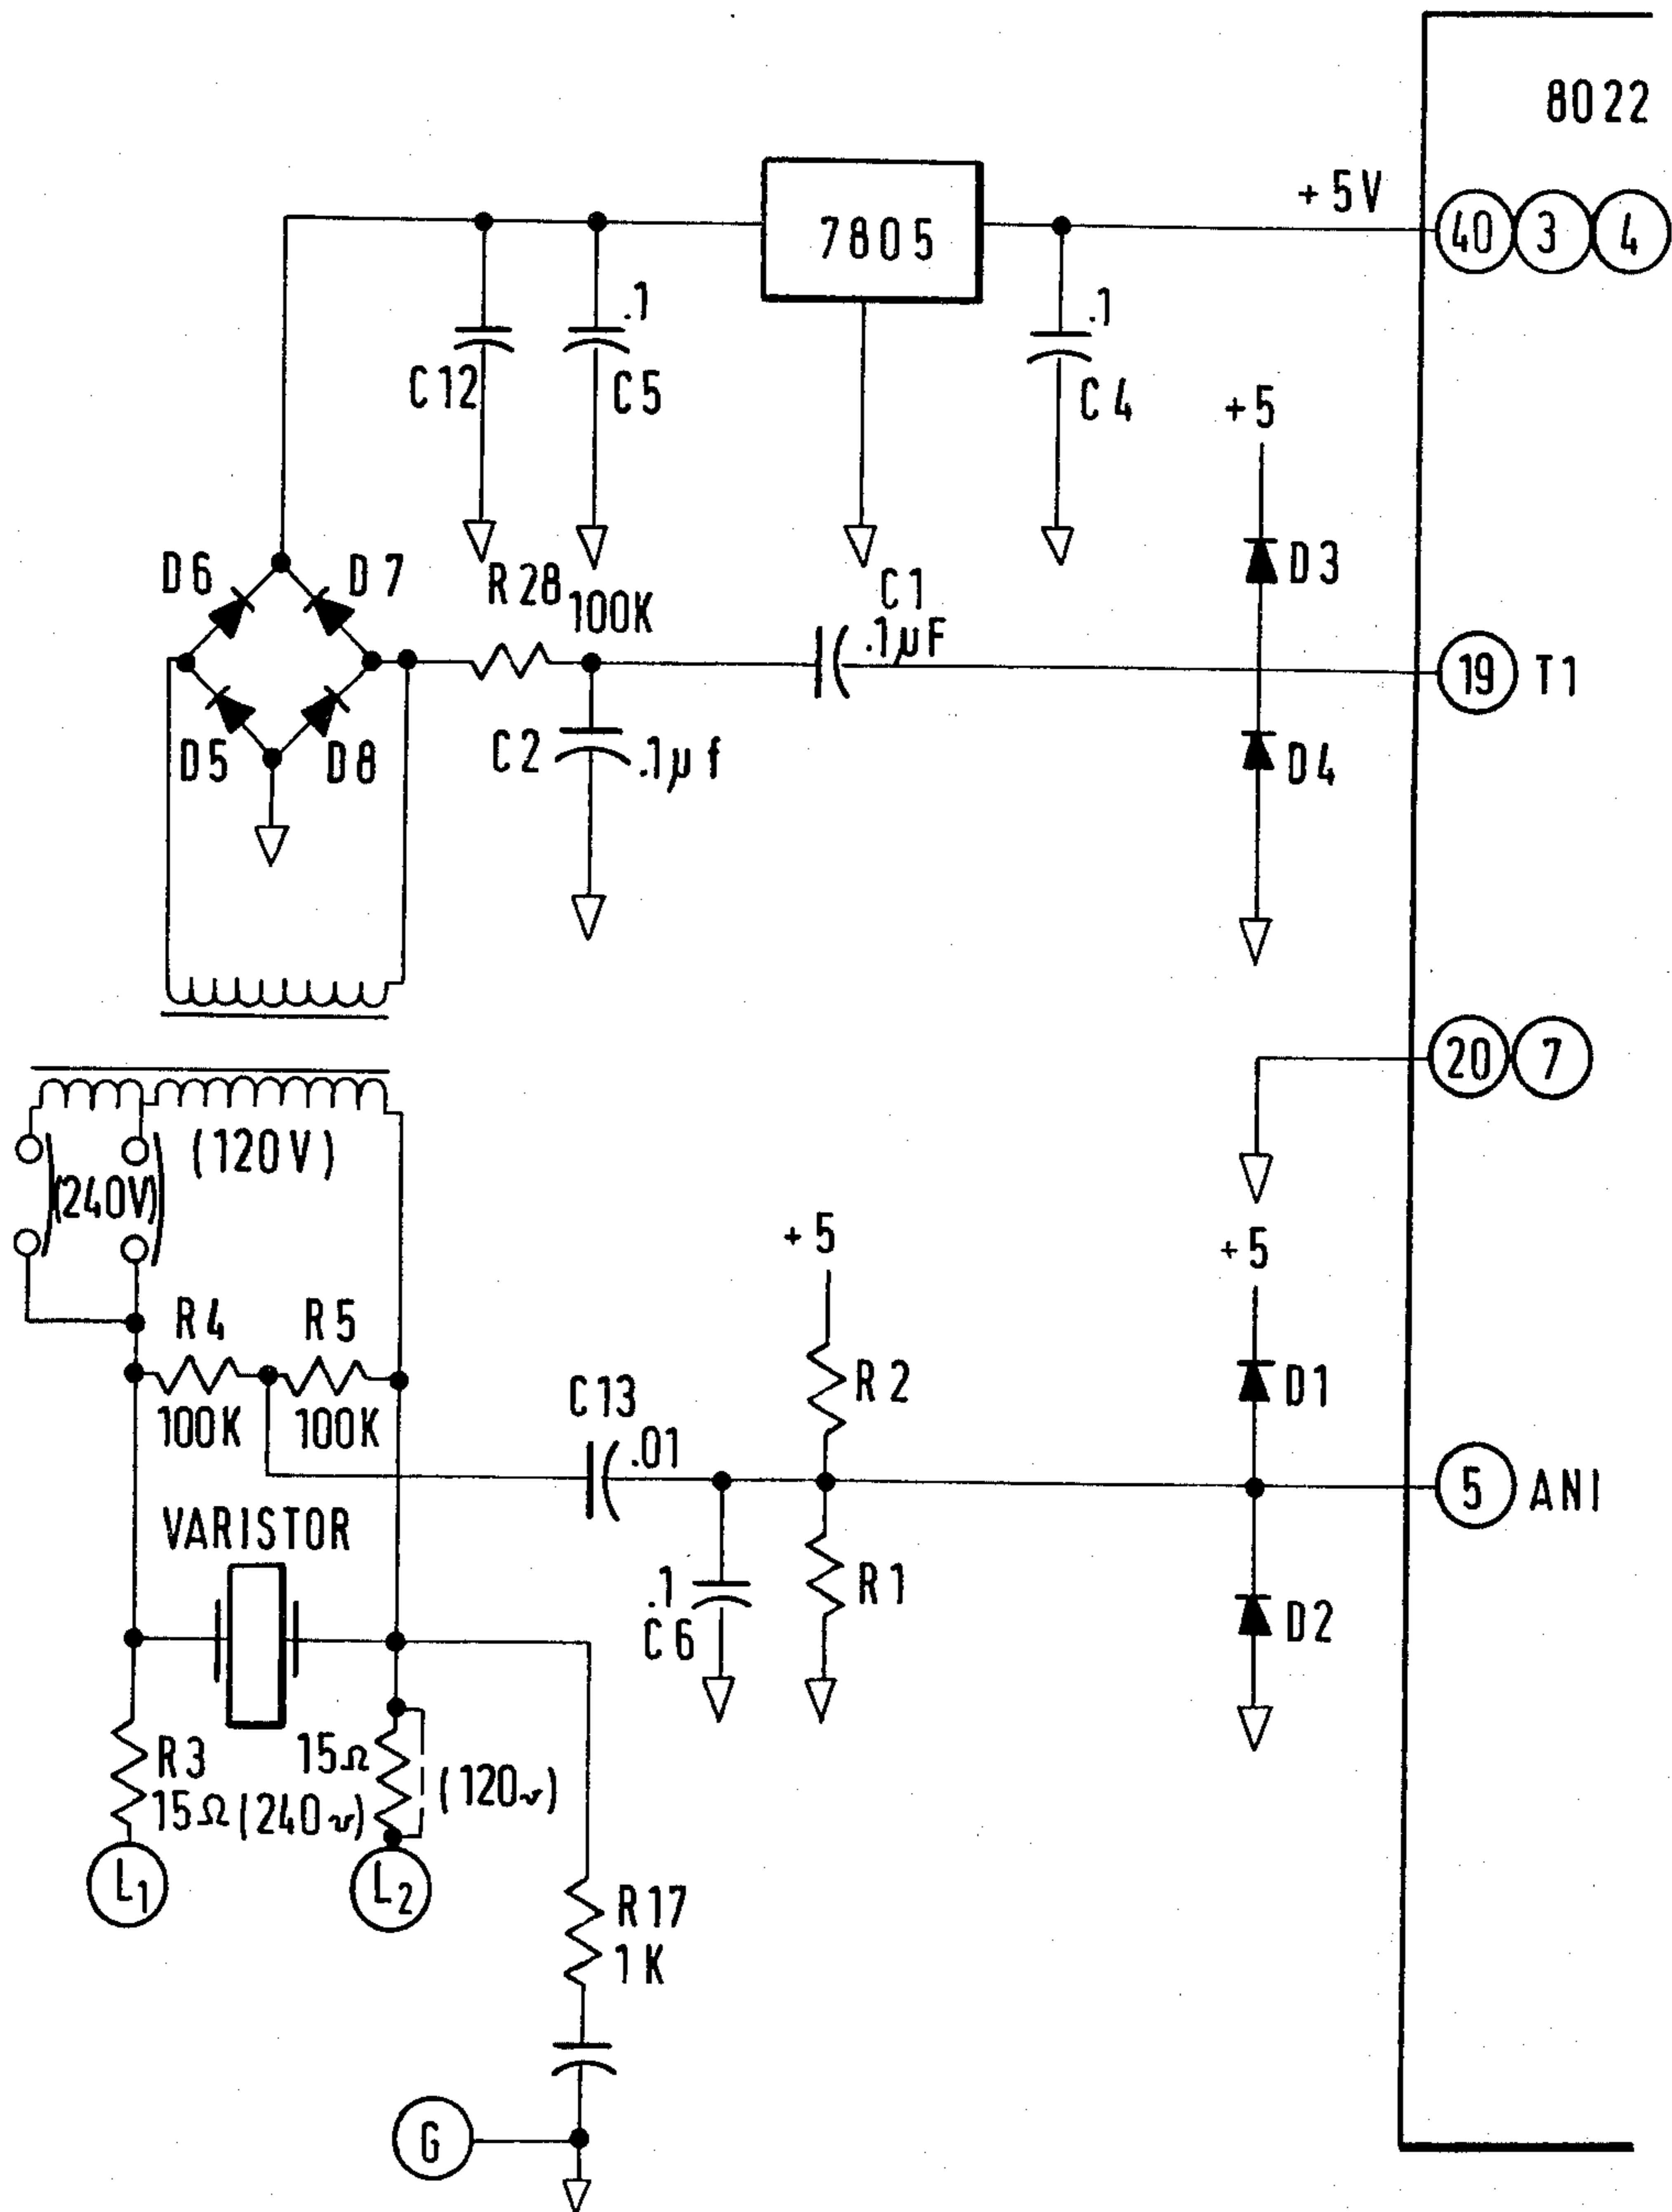 8022
+5V
40 3 4
7805
.1
C12
C5
.1
C4
+5
D3
D6
D7
R28
100K
C1
.1µF
19 T1
D5
D8
C2
.1µf
D4
20 7
(120V)
(240V)
+5
+5
R4
R5
R2
D1
100K
100K
C13
.01
5 ANI
VARISTOR
.1
C6
R1
D2
R3
15Ω (240v)
15Ω
(120v)
L1
L2
R17
1K
G